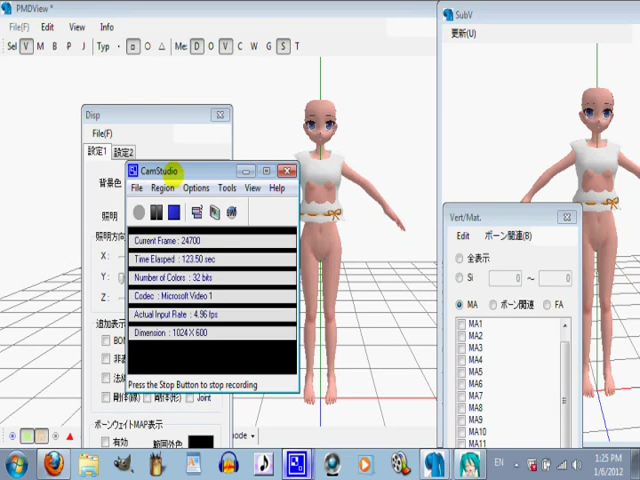 PMDView *
File(F) Edit View Info
Sel V M B P J Typ · □ O △ Me: D O V C W G S T
SubV
更新(U)
Disp
File(F)
設定1 設定2
背景色
照明
照明方向
X:
Y:
Z:
追加表示
法線
剛体(線) 剛体(形) Joint
ボーンウェイトMAP表示
有効 範囲外色
CamStudio
File Region Options Tools View Help
Current Frame : 24700
Time Elasped : 123.50 sec
Number of Colors : 32 bits
Codec : Microsoft Video 1
Actual Input Rate : 4.96 fps
Dimension : 1024 X 600
Press the Stop Button to stop recording
Vert/Mat.
Edit ボーン関連(B)
全表示
Si 0 ～ 0
MA ボーン関連 FA
MA1
MA2
MA3
MA4
MA5
MA6
MA7
MA8
MA9
MA10
MA11
EN
1:25 PM
1/6/2012